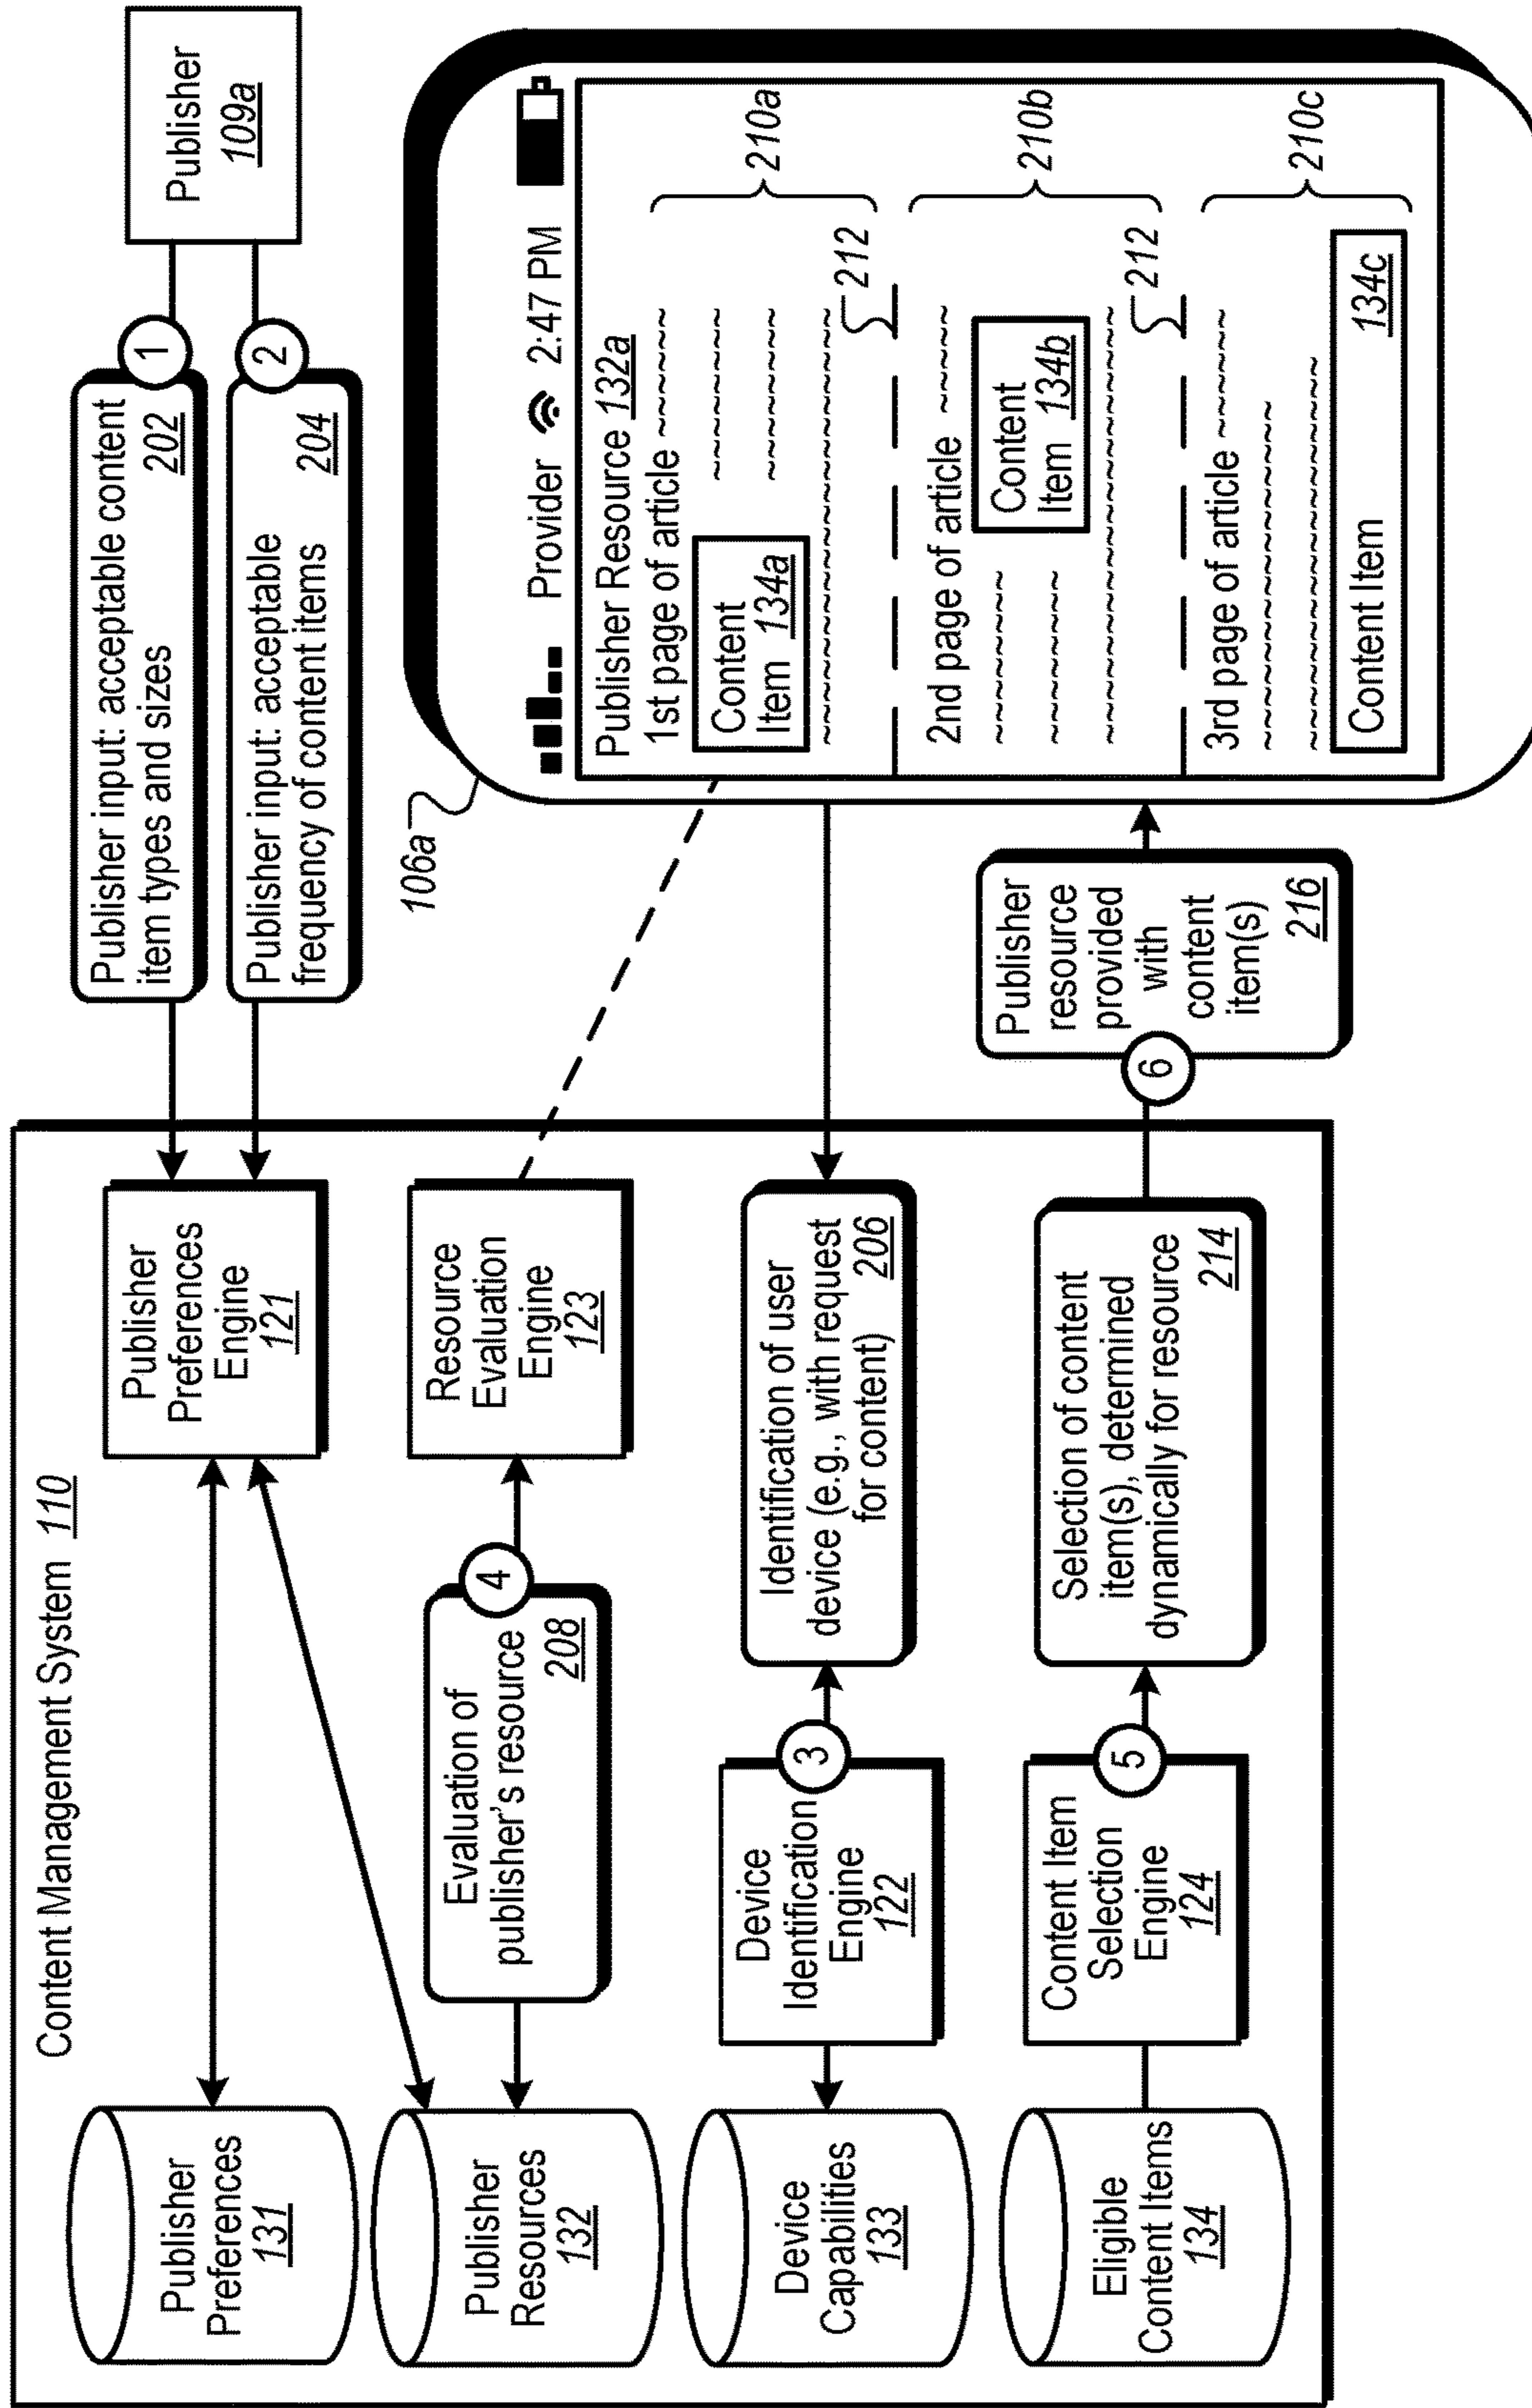 Content Management System 110
Publisher
Preferences
131
Publisher
Resources
132
Device
Capabilities
133
Eligible
Content Items
134
Publisher
Preferences
Engine
121
Evaluation of
publisher's resource
208
4
Resource
Evaluation
Engine
123
Device
Identification
Engine
122
3
Identification of user
device (e.g., with request
for content)
206
Content Item
Selection
Engine
124
5
Selection of content
item(s), determined
dynamically for resource
214
Publisher input: acceptable content
item types and sizes
202
1
Publisher input: acceptable
frequency of content items
204
2
Publisher
109a
6
Publisher
resource
provided
with
content
item(s)
216
106a
Provider 2:47 PM
Publisher Resource 132a
1st page of article
Content
Item 134a
210a
212
2nd page of article
Content
Item 134b
210b
212
3rd page of article
210c
Content Item 134c